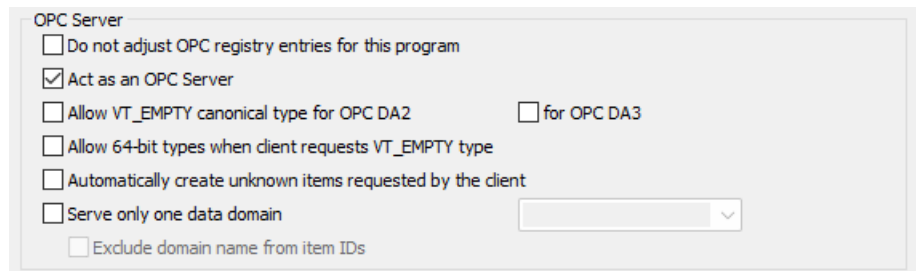 OPC Server
Do not adjust OPC registry entries for this program
Act as an OPC Server
Allow VT_EMPTY canonical type for OPC DA2 for OPC DA3
Allow 64-bit types when client requests VT_EMPTY type
Automatically create unknown items requested by the client
Serve only one data domain
Exclude domain name from item IDs